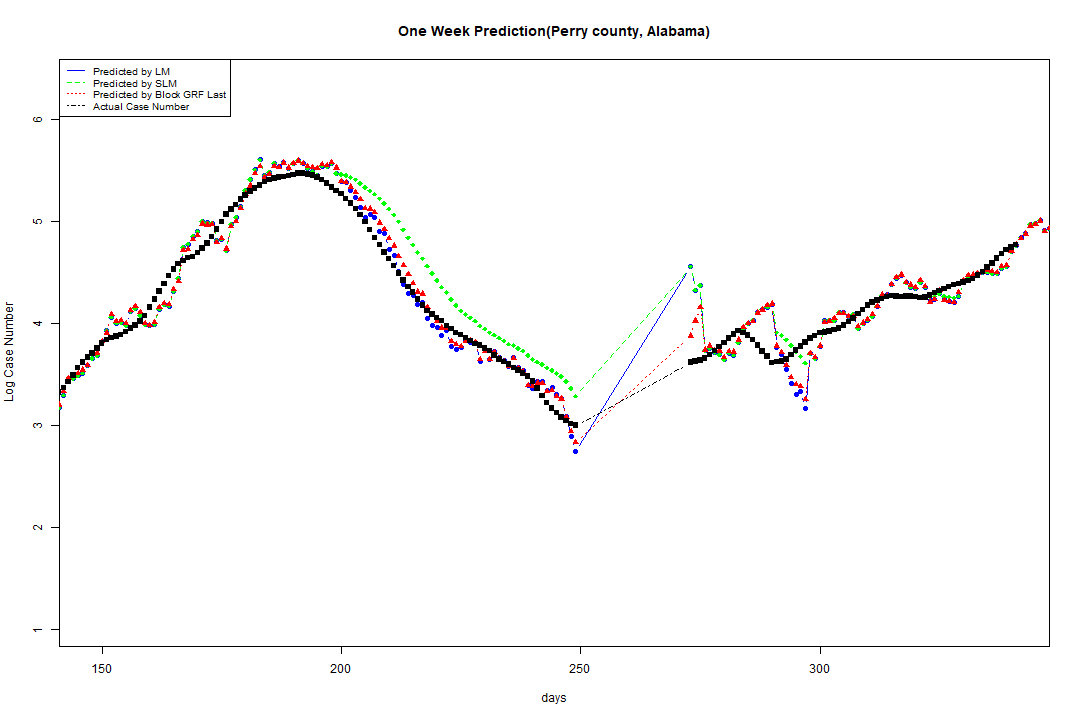 One Week Prediction(Perry county, Alabama)
Predicted by LM
Predicted by SLM
Predicted by Block GRF Last
Actual Case Number
6
5
4
3
2
1
Log Case Number
150 200 250 300
days